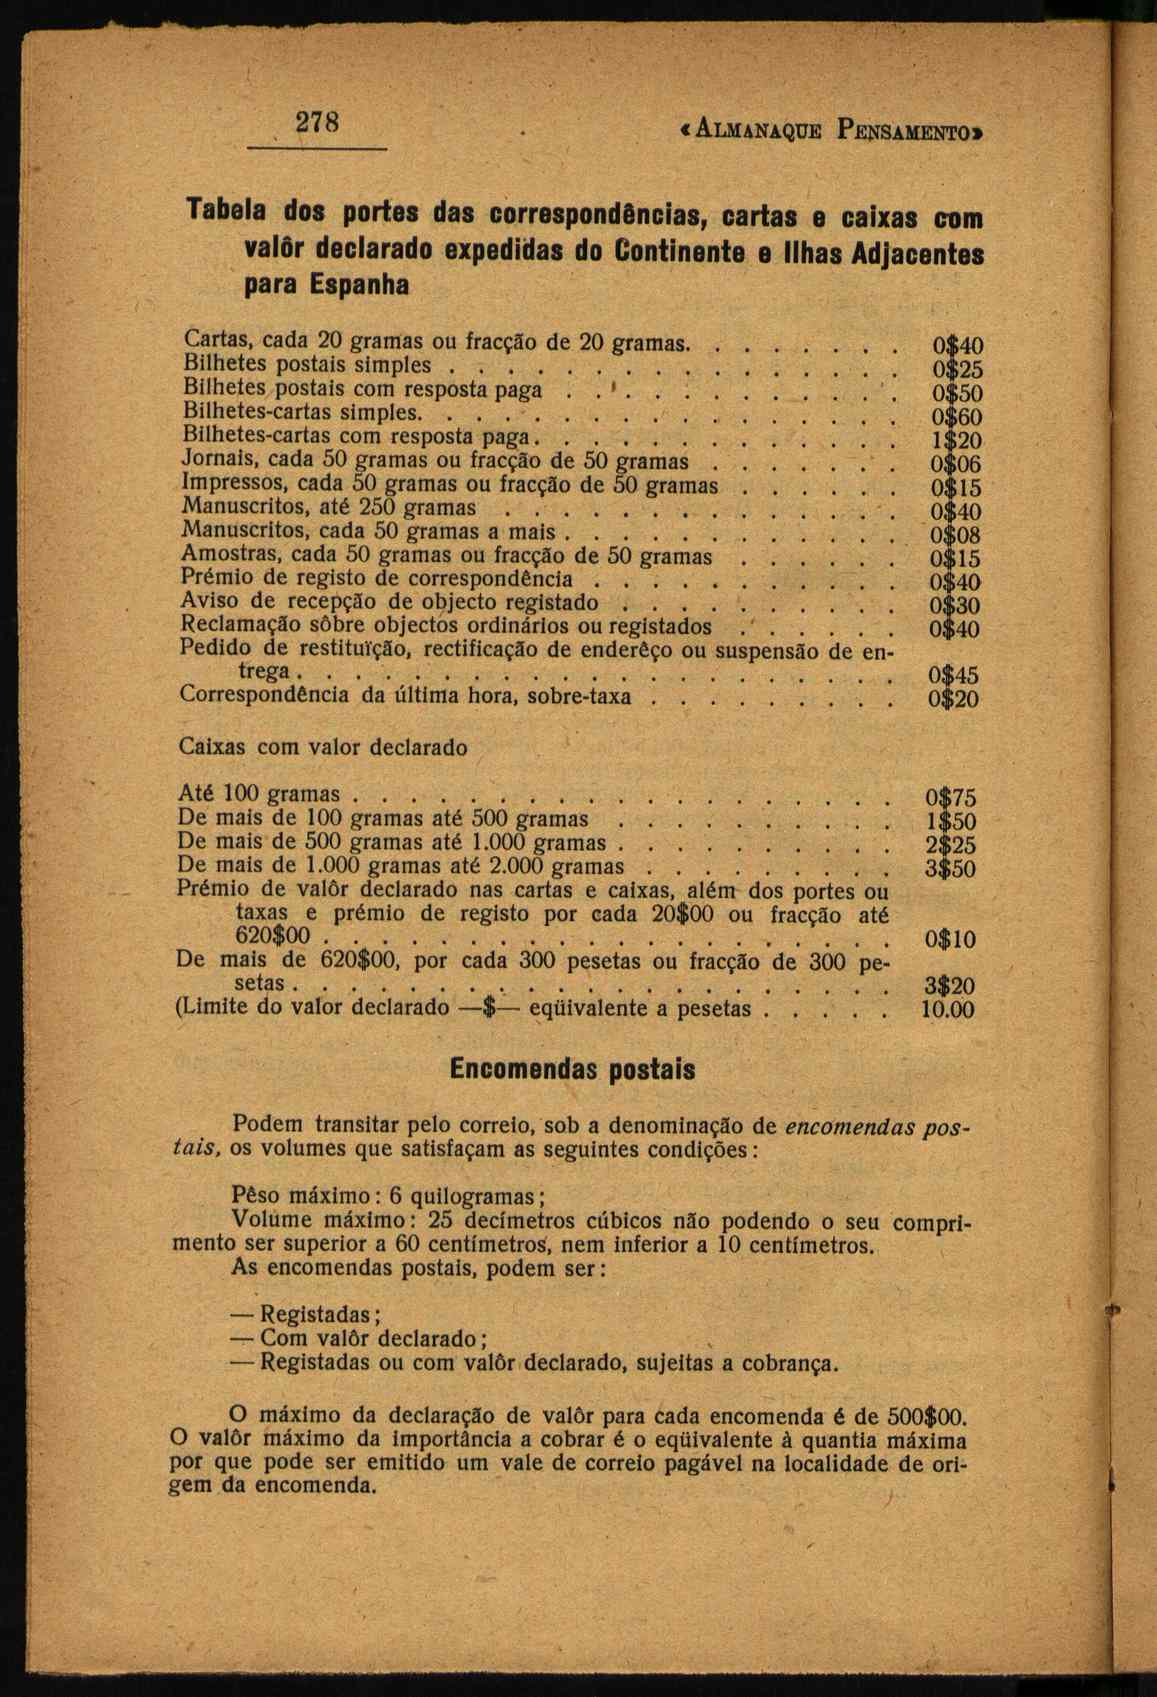 278
«Almanaque Pensamento»
Tabela dos portes das correspondências, cartas e caixas com
valôr declarado expedidas do Continente e Ilhas Adjacentes
para Espanha
Cartas, cada 20 gramas ou fracção de 20 gramas. . . . . . . . 0$40
Bilhetes postais simples . . . . . . . . . . . . . . . . 0$25
Bilhetes postais com resposta paga . . . . . . . . . . . . 0$50
Bilhetes-cartas simples. . . . . . . . . . . . . . . . . 0$60
Bilhetes-cartas com resposta paga. . . . . . . . . . . . . 1$20
Jornais, cada 50 gramas ou fracção de 50 gramas . . . . . . . 0$06
Impressos, cada 50 gramas ou fracção de 50 gramas . . . . . . 0$15
Manuscritos, até 250 gramas . . . . . . . . . . . . . . 0$40
Manuscritos, cada 50 gramas a mais . . . . . . . . . . . . 0$08
Amostras, cada 50 gramas ou fracção de 50 gramas . . . . . . 0$15
Prémio de registo de correspondência . . . . . . . . . . . 0$40
Aviso de recepção de objecto registado . . . . . . . . . . 0$30
Reclamação sôbre objectos ordinários ou registados . . . . . . 0$40
Pedido de restituïção, rectificação de enderêço ou suspensão de en-
trega . . . . . . . . . . . . . . . . . . . . . 0$45
Correspondência da última hora, sobre-taxa . . . . . . . . . 0$20
Caixas com valor declarado
Até 100 gramas . . . . . . . . . . . . . . . . . . . 0$75
De mais de 100 gramas até 500 gramas . . . . . . . . . . 1$50
De mais de 500 gramas até 1.000 gramas . . . . . . . . . . 2$25
De mais de 1.000 gramas até 2.000 gramas . . . . . . . . . 3$50
Prémio de valôr declarado nas cartas e caixas, além dos portes ou
taxas e prémio de registo por cada 20$00 ou fracção até
620$00 . . . . . . . . . . . . . . . . . . . . 0$10
De mais de 620$00, por cada 300 pesetas ou fracção de 300 pe-
setas . . . . . . . . . . . . . . . . . . . . . 3$20
(Limite do valor declarado —$— eqüivalente a pesetas . . . . . 10.00
Encomendas postais
Podem transitar pelo correio, sob a denominação de encomendas pos-
tais, os volumes que satisfaçam as seguintes condições:
Pêso máximo: 6 quilogramas;
Volume máximo: 25 decímetros cúbicos não podendo o seu compri-
mento ser superior a 60 centímetros, nem inferior a 10 centímetros.
As encomendas postais, podem ser:
— Registadas;
— Com valôr declarado;
— Registadas ou com valôr declarado, sujeitas a cobrança.
O máximo da declaração de valôr para cada encomenda é de 500$00.
O valôr máximo da importância a cobrar é o eqüivalente à quantia máxima
por que pode ser emitido um vale de correio pagável na localidade de ori-
gem da encomenda.